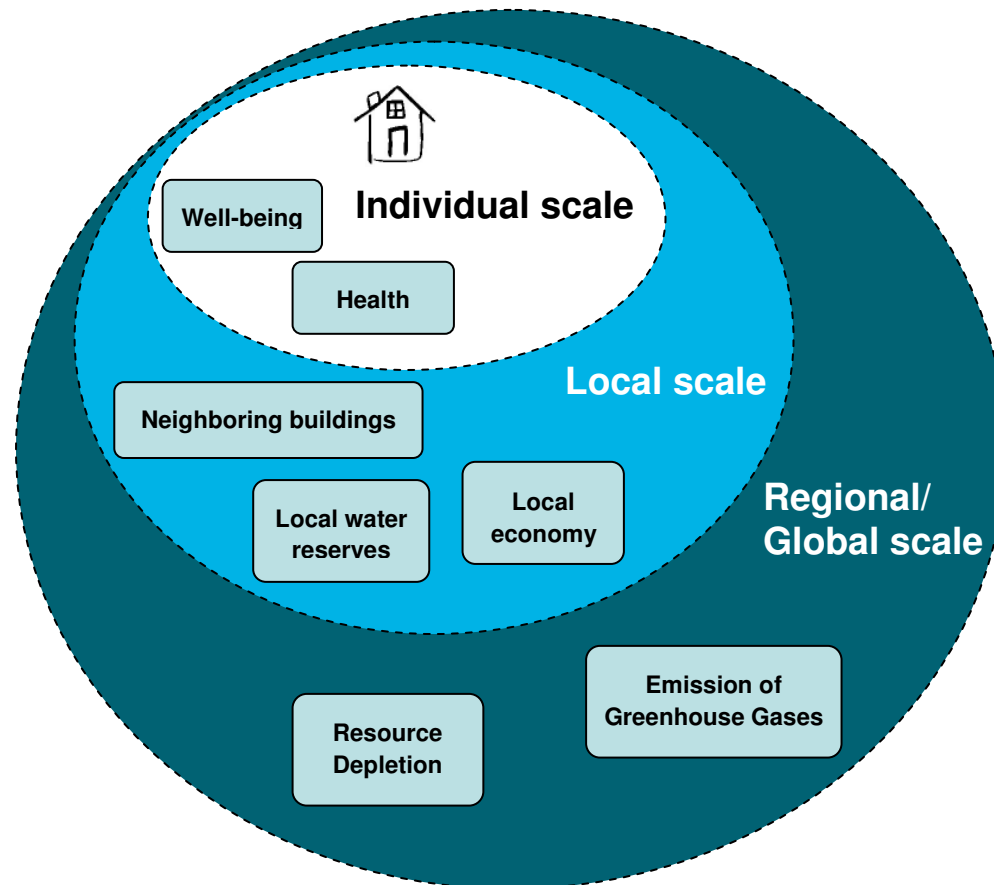 Individual scale
Well-being
Health
Local scale
Neighboring buildings
Local water
reserves
Local
economy
Regional/
Global scale
Emission of
Greenhouse Gases
Resource
Depletion